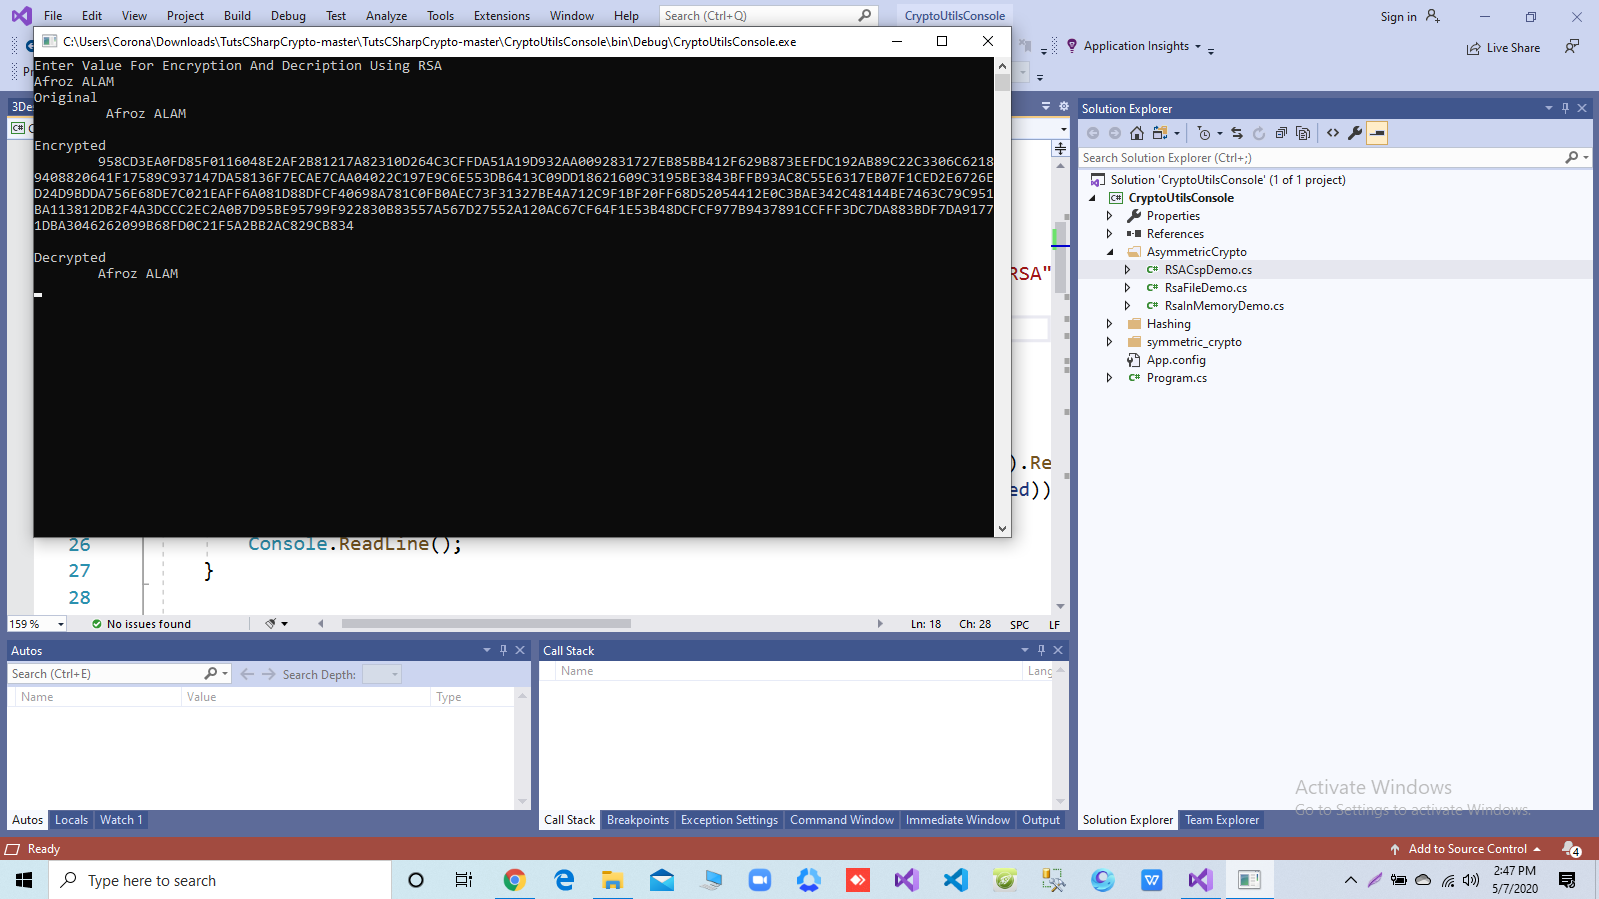 File Edit View Project Build Debug Test Analyze Tools Extensions Window Help Search (Ctrl+Q) CryptoUtilsConsole Sign in
C:\Users\Corona\Downloads\TutsCSharpCrypto-master\TutsCSharpCrypto-master\CryptoUtilsConsole\bin\Debug\CryptoUtilsConsole.exe
Application Insights Live Share
Enter Value For Encryption And Decription Using RSA
Afroz ALAM
Original
Afroz ALAM
Encrypted
958CD3EA0FD85F0116048E2AF2B81217A82310D264C3CFFDA51A19D932AA0092831727EB85BB412F629B873EEFDC192AB89C22C3306C6218
9408820641F17589C937147DA58136F7ECAE7CAA04022C197E9C6E553DB6413C09DD18621609C3195BE3843BFFB93AC8C55E6317EB07F1CED2E6726E
D24D9BDDA756E68DE7C021EAFF6A081D88DFCF40698A781C0FB0AEC73F31327BE4A712C9F1BF20FF68D52054412E0C3BAE342C48144BE7463C79C951
BA113812DB2F4A3DCCC2EC2A0B7D95BE95799F922830B83557A567D27552A120AC67CF64F1E53B48DCFCF977B9437891CCFFF3DC7DA883BDF7DA9177
1DBA3046262099B68FD0C21F5A2BB2AC829CB834
Decrypted
Afroz ALAM
RSA"
).Re
ed))
26 Console.ReadLine();
27 }
28
159 % No issues found Ln: 18 Ch: 28 SPC LF
Solution Explorer
Search Solution Explorer (Ctrl+;)
Solution 'CryptoUtilsConsole' (1 of 1 project)
CryptoUtilsConsole
Properties
References
AsymmetricCrypto
C# RSACspDemo.cs
C# RsaFileDemo.cs
C# RsaInMemoryDemo.cs
Hashing
symmetric_crypto
App.config
C# Program.cs
Autos
Search (Ctrl+E) Search Depth:
Name Value Type
Autos Locals Watch 1
Call Stack
Name Lang
Call Stack Breakpoints Exception Settings Command Window Immediate Window Output
Activate Windows
Go to Settings to activate Windows.
Solution Explorer Team Explorer
Ready Add to Source Control 4
Type here to search
2:47 PM
5/7/2020